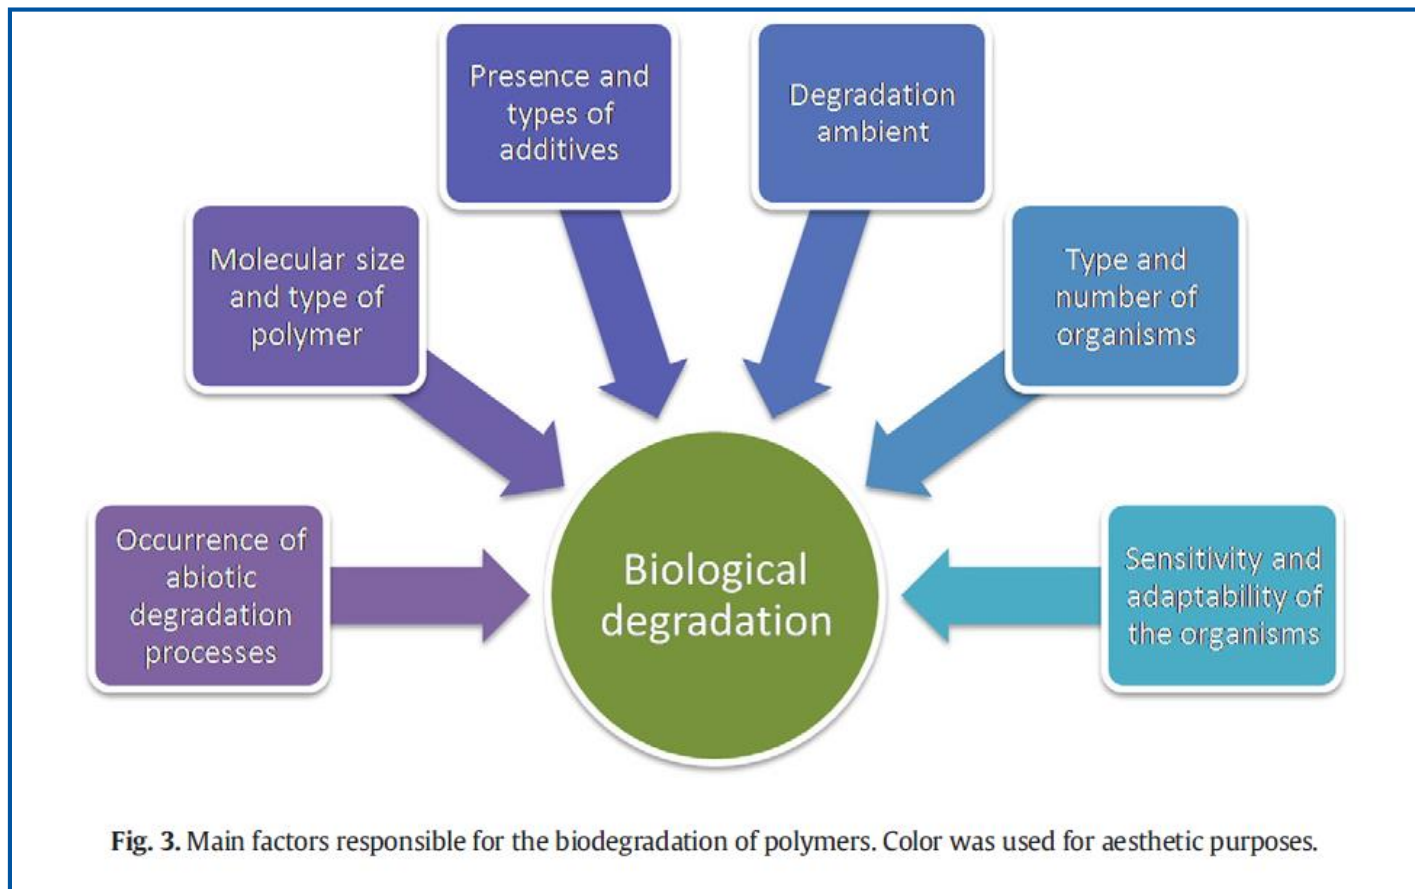 Presence and
types of
additives
Degradation
ambient
Molecular size
and type of
polymer
Type and
number of
organisms
Occurrence of
abiotic
degradation
processes
Biological
degradation
Sensitivity and
adaptability of
the organisms
Fig. 3. Main factors responsible for the biodegradation of polymers. Color was used for aesthetic purposes.